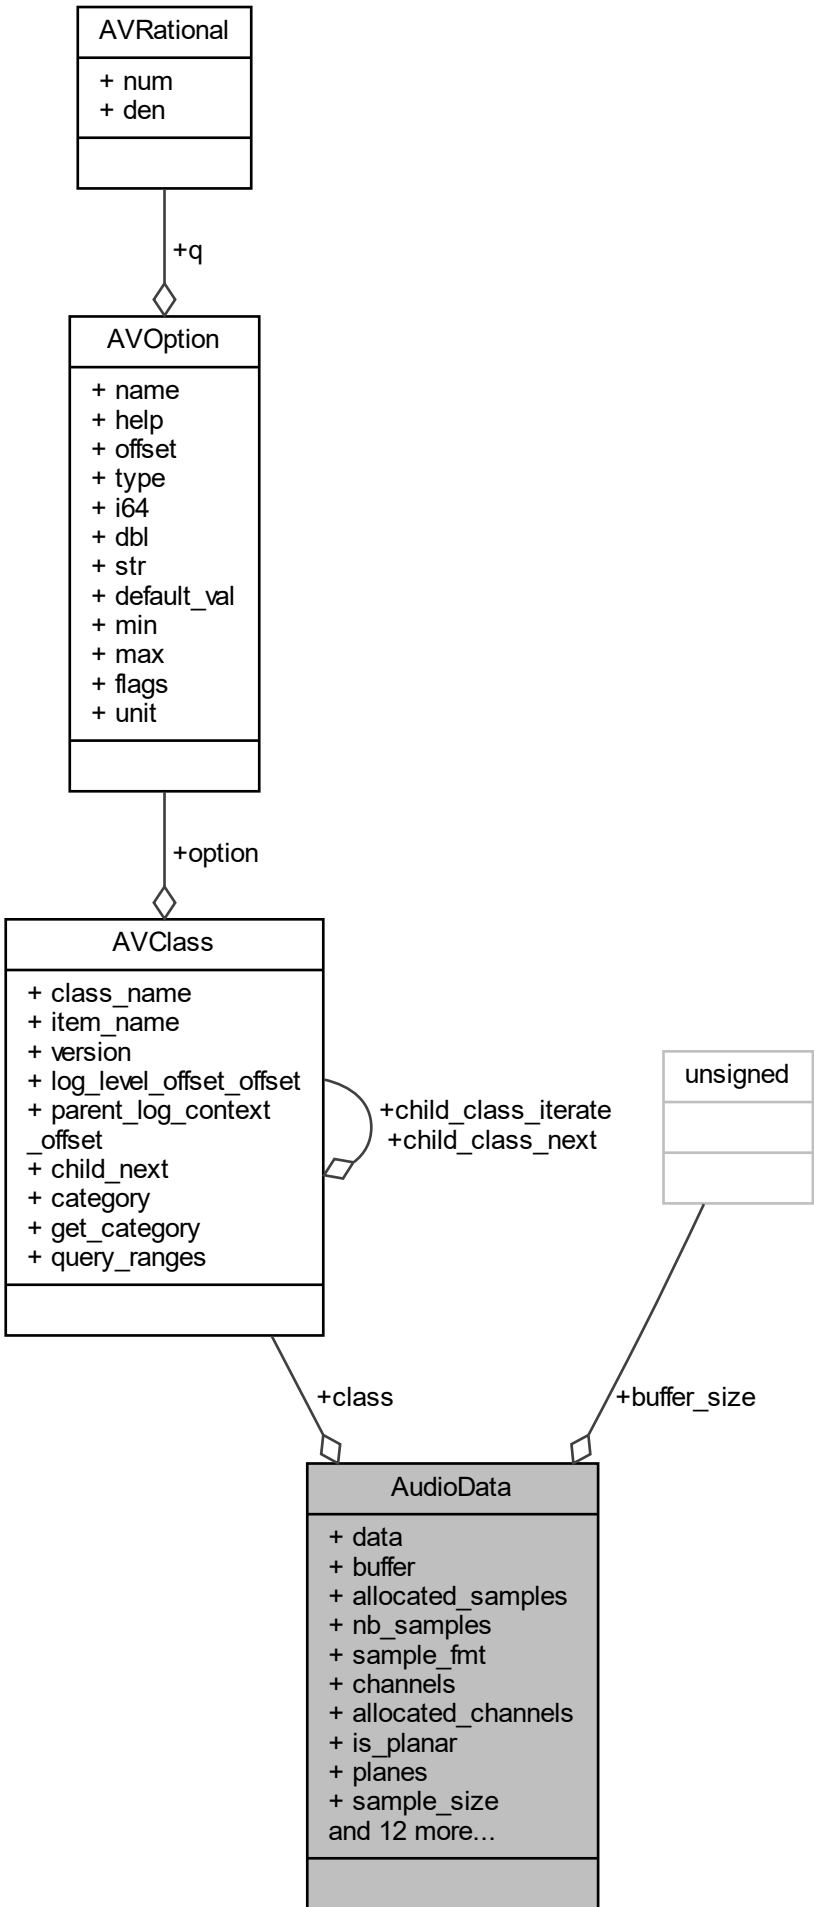 AVRational
+ num
+ den
+q
AVOption
+ name
+ help
+ offset
+ type
+ i64
+ dbl
+ str
+ default_val
+ min
+ max
+ flags
+ unit
+option
AVClass
+ class_name
+ item_name
+ version
+ log_level_offset_offset
+ parent_log_context
_offset
+ child_next
+ category
+ get_category
+ query_ranges
+child_class_iterate
+child_class_next
unsigned
+class
+buffer_size
AudioData
+ data
+ buffer
+ allocated_samples
+ nb_samples
+ sample_fmt
+ channels
+ allocated_channels
+ is_planar
+ planes
+ sample_size
and 12 more...